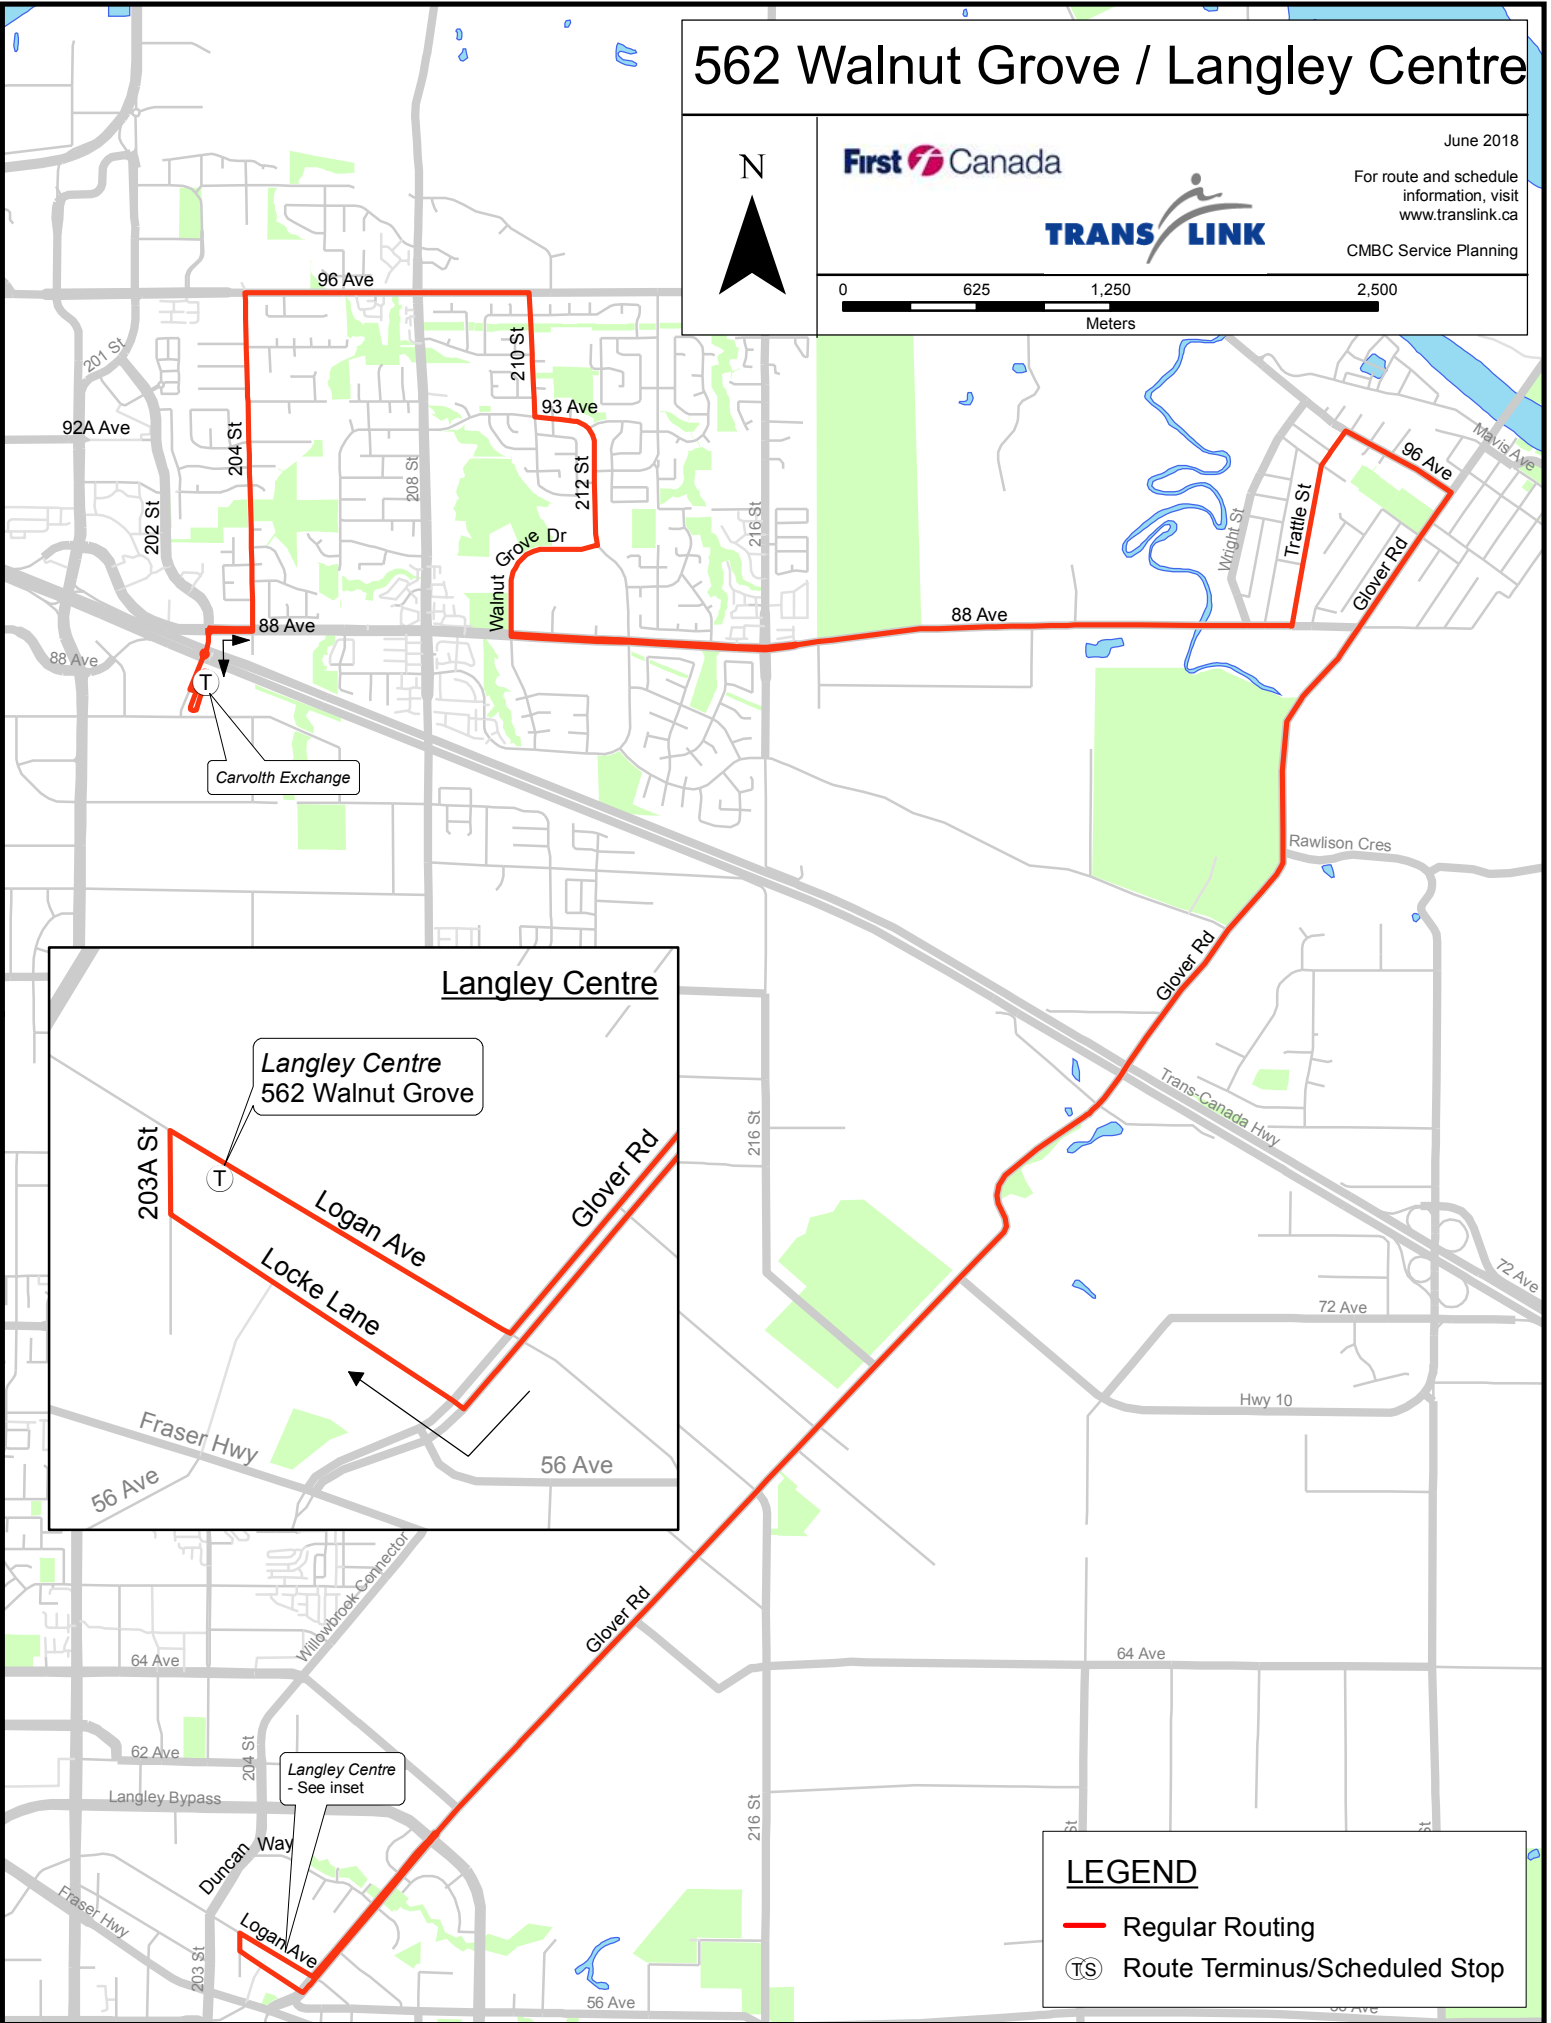 562 Walnut Grove / Langley Centre
N
First Canada
TRANS LINK
June 2018
For route and schedule
information, visit
www.translink.ca
CMBC Service Planning
0 625 1,250 2,500
Meters
96 Ave
201 St
210 St
93 Ave
92A Ave
204 St
208 St
212 St
202 St
216 St
Mavis Ave
96 Ave
Trattle St
Wright St
Glover Rd
Walnut Grove Dr
88 Ave
88 Ave
88 Ave
T
Carvolth Exchange
Rawlison Cres
Glover Rd
Trans-Canada Hwy
216 St
72 Ave
72 Ave
Hwy 10
Langley Centre
Langley Centre
562 Walnut Grove
T
203A St
Logan Ave
Locke Lane
Glover Rd
Fraser Hwy
56 Ave
56 Ave
Willowbrook Connector
Glover Rd
64 Ave
64 Ave
62 Ave
204 St
Langley Centre
- See inset
Langley Bypass
216 St
Duncan Way
Fraser Hwy
Logan Ave
203 St
56 Ave
St
St
LEGEND
Regular Routing
TS Route Terminus/Scheduled Stop